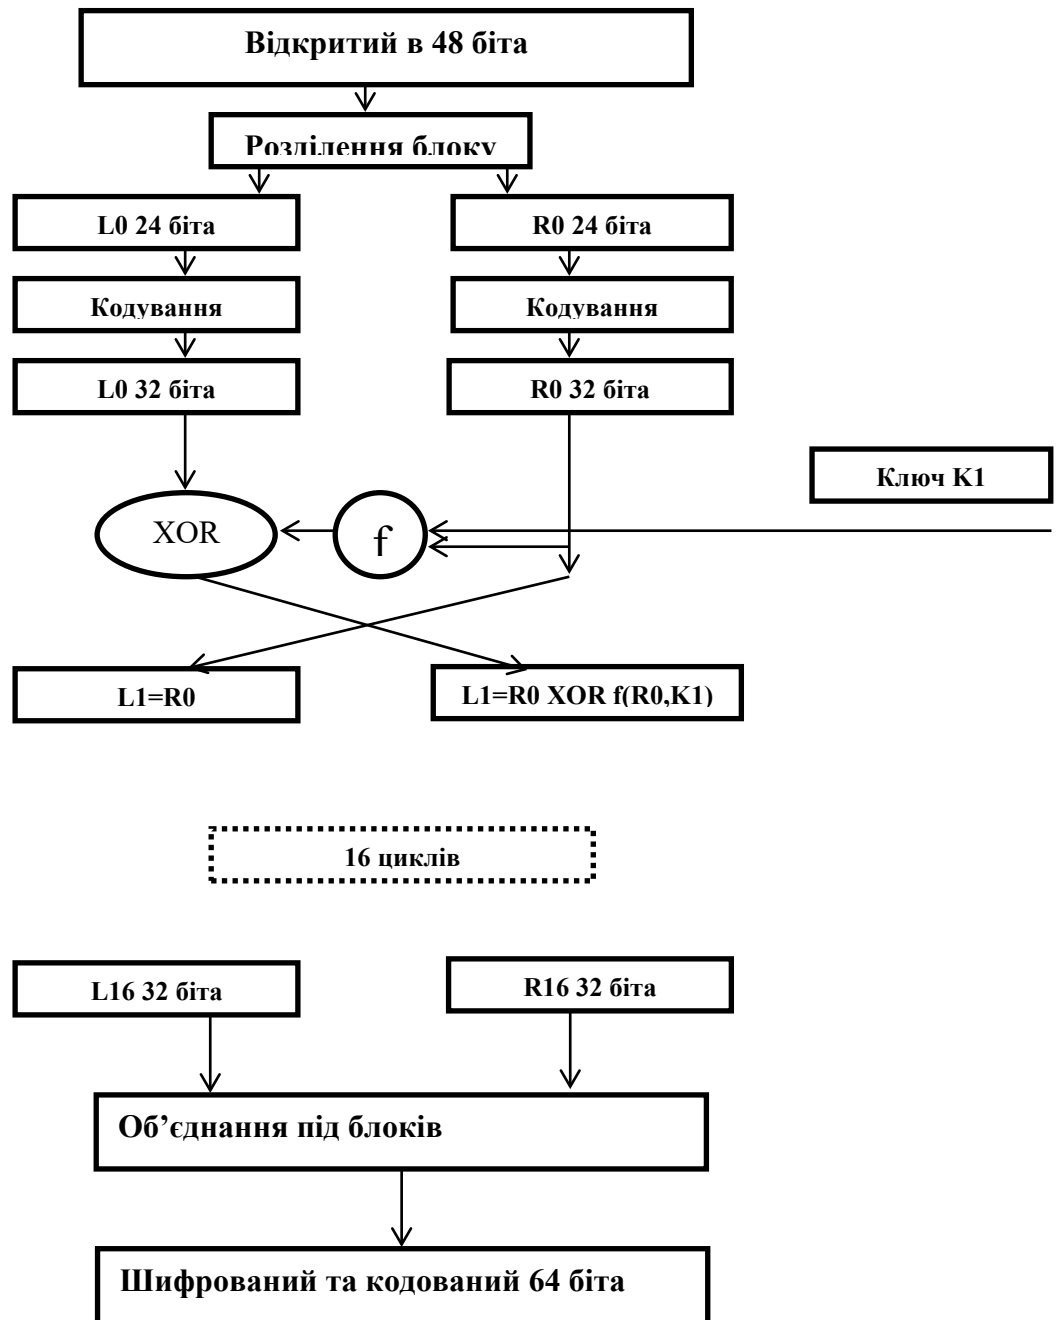 Відкритий в 48 біта
Розділення блоку
L0 24 біта
R0 24 біта
Кодування
Кодування
L0 32 біта
R0 32 біта
Ключ K1
XOR
f
L1=R0
L1=R0 XOR f(R0,K1)
16 циклів
L16 32 біта
R16 32 біта
Об’єднання під блоків
Шифрований та кодований 64 біта